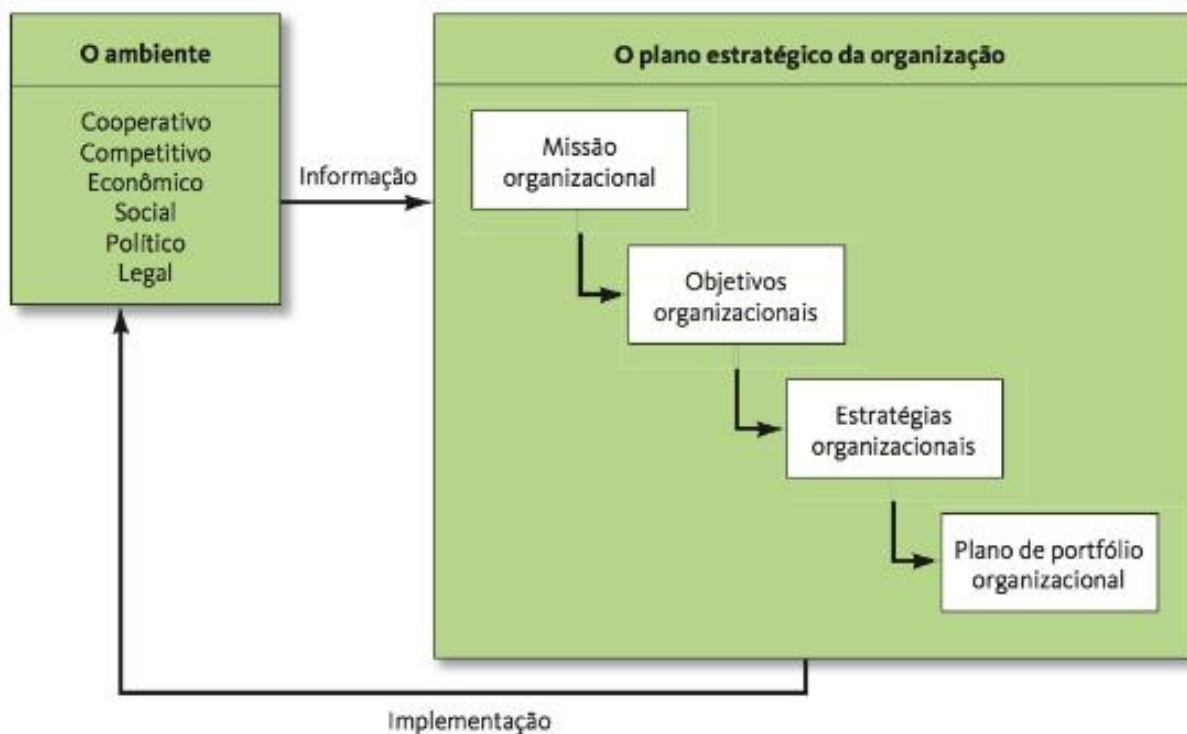 O ambiente
Cooperativo
Competitivo
Econômico
Social
Político
Legal
Informação
O plano estratégico da organização
Missão
organizacional
Objetivos
organizacionais
Estratégias
organizacionais
Plano de portfólio
organizacional
Implementação